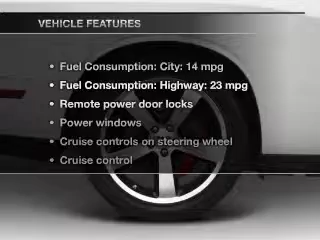 VEHICLE FEATURES
• Fuel Consumption: City: 14 mpg
• Fuel Consumption: Highway: 23 mpg
• Remote power door locks
• Power windows
• Cruise controls on steering wheel
• Cruise control